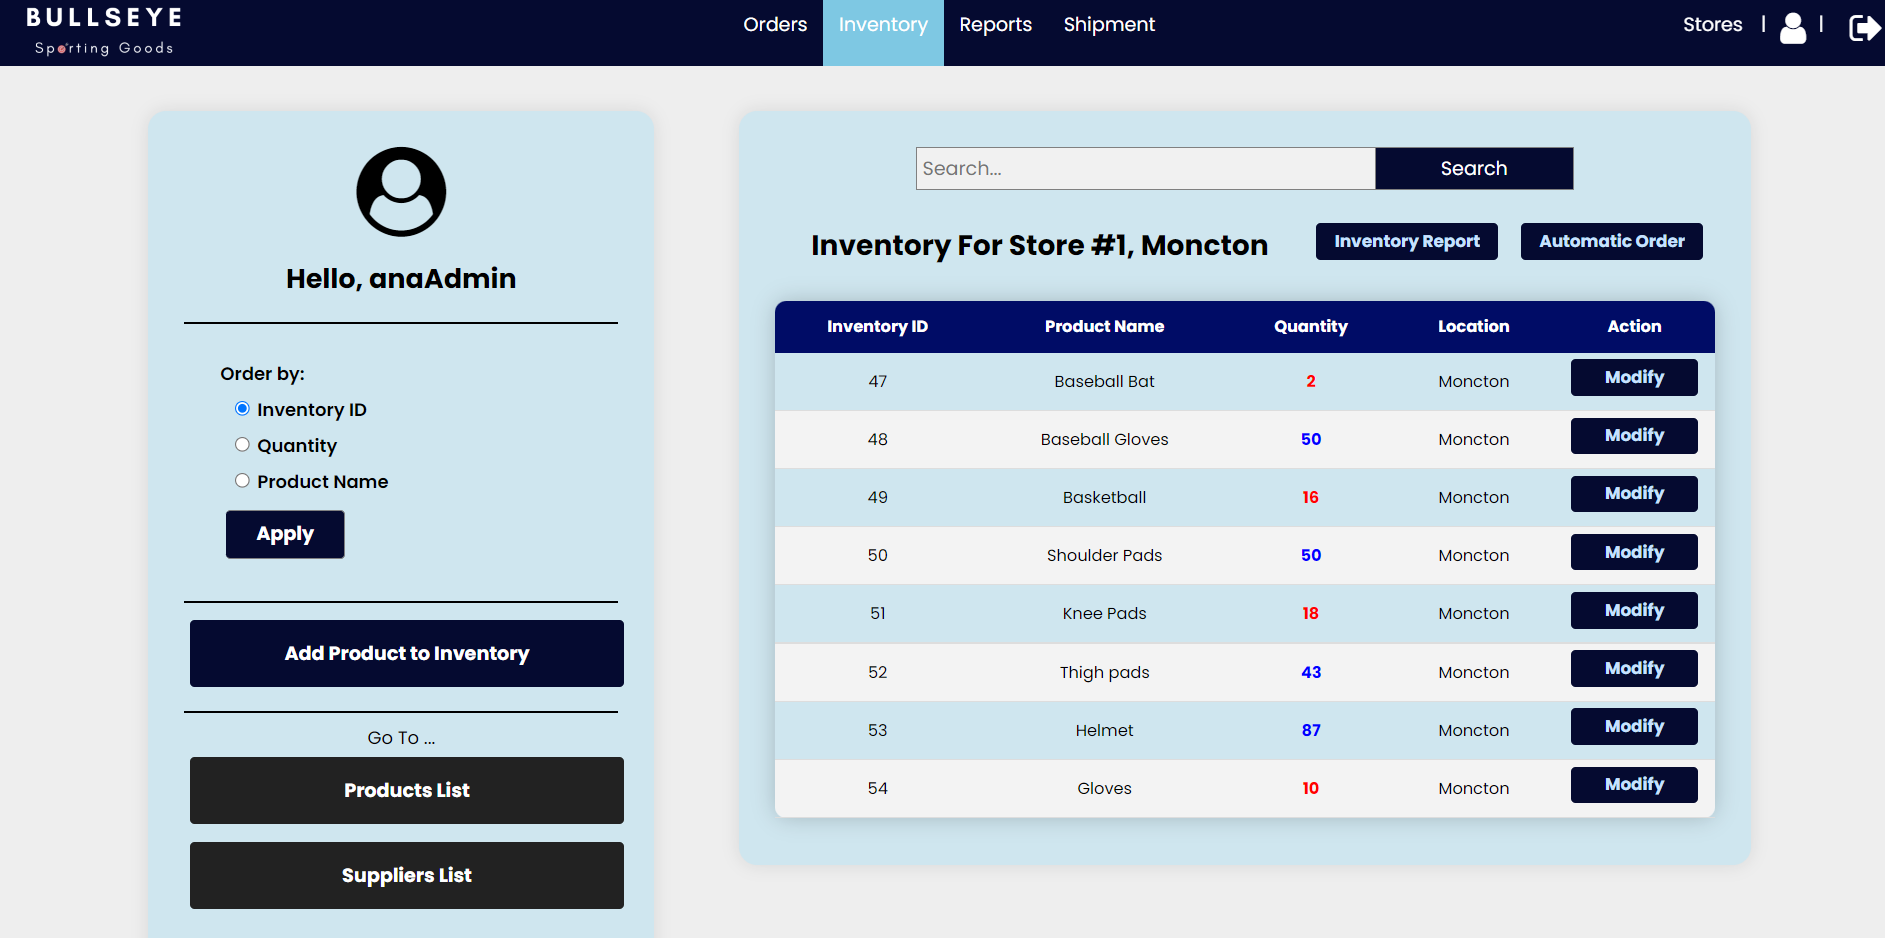 BULLSEYE
Sporting Goods
Orders Inventory Reports Shipment
Stores | |
Hello, anaAdmin
Order by:
Inventory ID
Quantity
Product Name
Apply
Add Product to Inventory
Go To ...
Products List
Suppliers List
Search... Search
Inventory For Store #1, Moncton Inventory Report Automatic Order
Inventory ID Product Name Quantity Location Action
47 Baseball Bat 2 Moncton Modify
48 Baseball Gloves 50 Moncton Modify
49 Basketball 16 Moncton Modify
50 Shoulder Pads 50 Moncton Modify
51 Knee Pads 18 Moncton Modify
52 Thigh pads 43 Moncton Modify
53 Helmet 87 Moncton Modify
54 Gloves 10 Moncton Modify